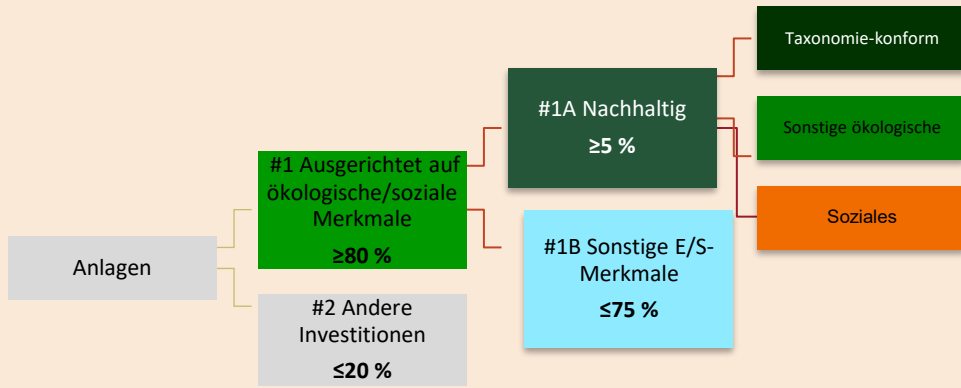 Anlagen
#1 Ausgerichtet auf
ökologische/soziale
Merkmale
≥80 %
#2 Andere
Investitionen
≤20 %
#1A Nachhaltig
≥5 %
#1B Sonstige E/S-
Merkmale
≤75 %
Taxonomie-konform
Sonstige ökologische
Soziales